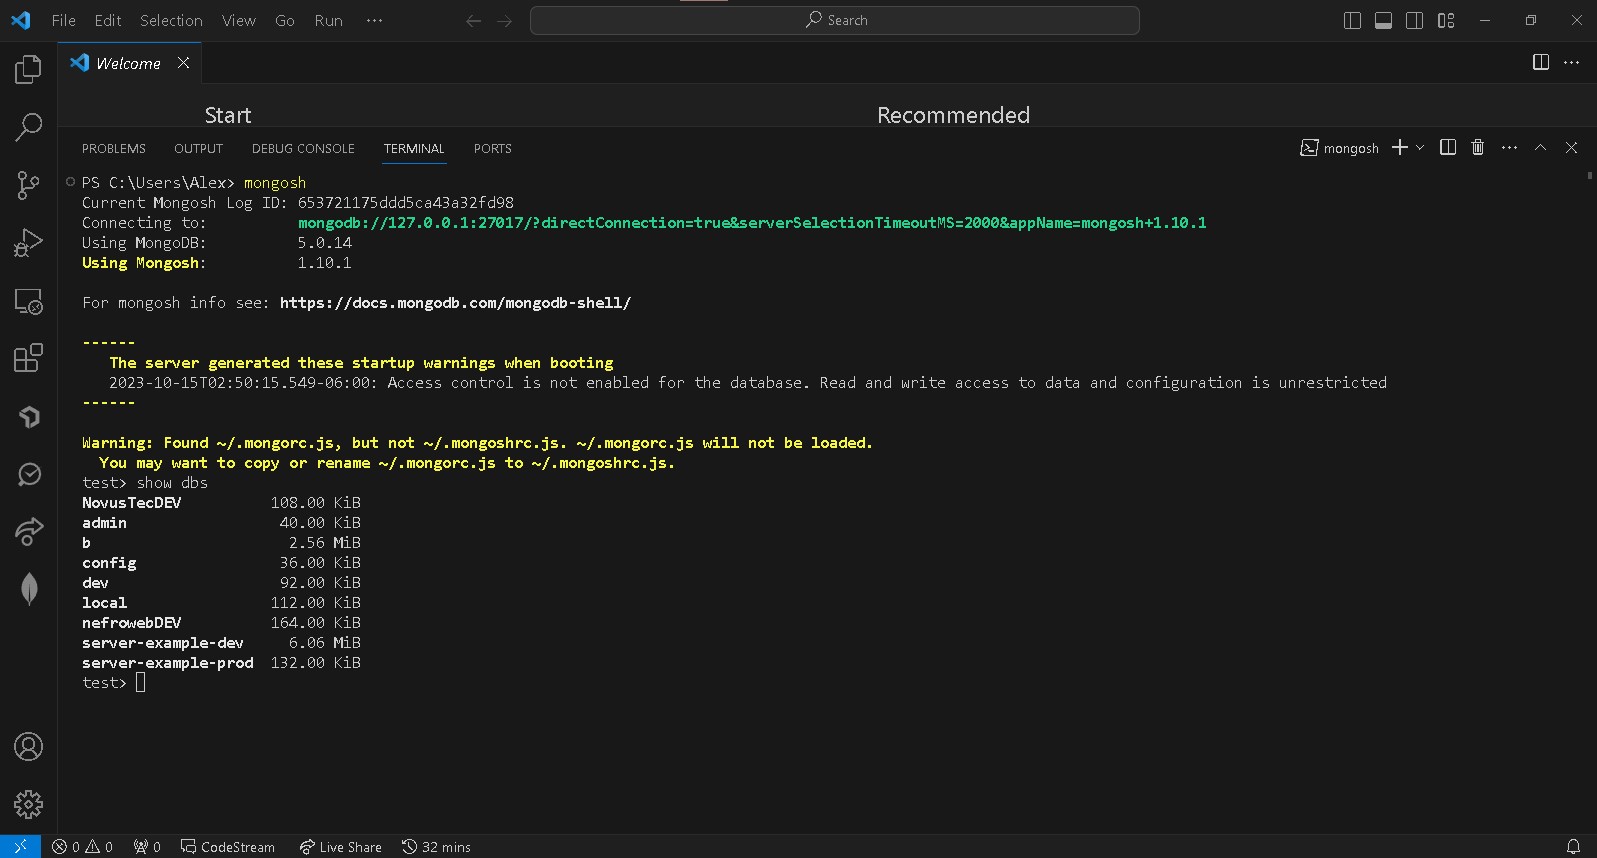 File Edit Selection View Go Run ···
Search
Welcome
Start
Recommended
PROBLEMS OUTPUT DEBUG CONSOLE TERMINAL PORTS
mongosh
PS C:\Users\Alex> mongosh
Current Mongosh Log ID: 653721175ddd5ca43a32fd98
Connecting to: mongodb://127.0.0.1:27017/?directConnection=true&serverSelectionTimeoutMS=2000&appName=mongosh+1.10.1
Using MongoDB: 5.0.14
Using Mongosh: 1.10.1
For mongosh info see: https://docs.mongodb.com/mongodb-shell/
------
The server generated these startup warnings when booting
2023-10-15T02:50:15.549-06:00: Access control is not enabled for the database. Read and write access to data and configuration is unrestricted
------
Warning: Found ~/.mongorc.js, but not ~/.mongoshrc.js. ~/.mongorc.js will not be loaded.
You may want to copy or rename ~/.mongorc.js to ~/.mongoshrc.js.
test> show dbs
NovusTecDEV 108.00 KiB
admin 40.00 KiB
b 2.56 MiB
config 36.00 KiB
dev 92.00 KiB
local 112.00 KiB
nefrowebDEV 164.00 KiB
server-example-dev 6.06 MiB
server-example-prod 132.00 KiB
test>
0 0 0 CodeStream Live Share 32 mins